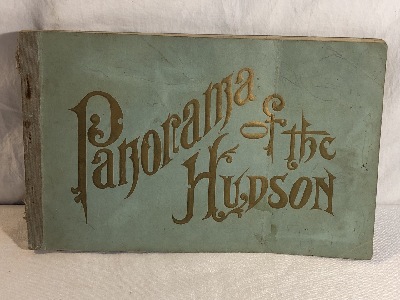 Panorama
of the
Hudson